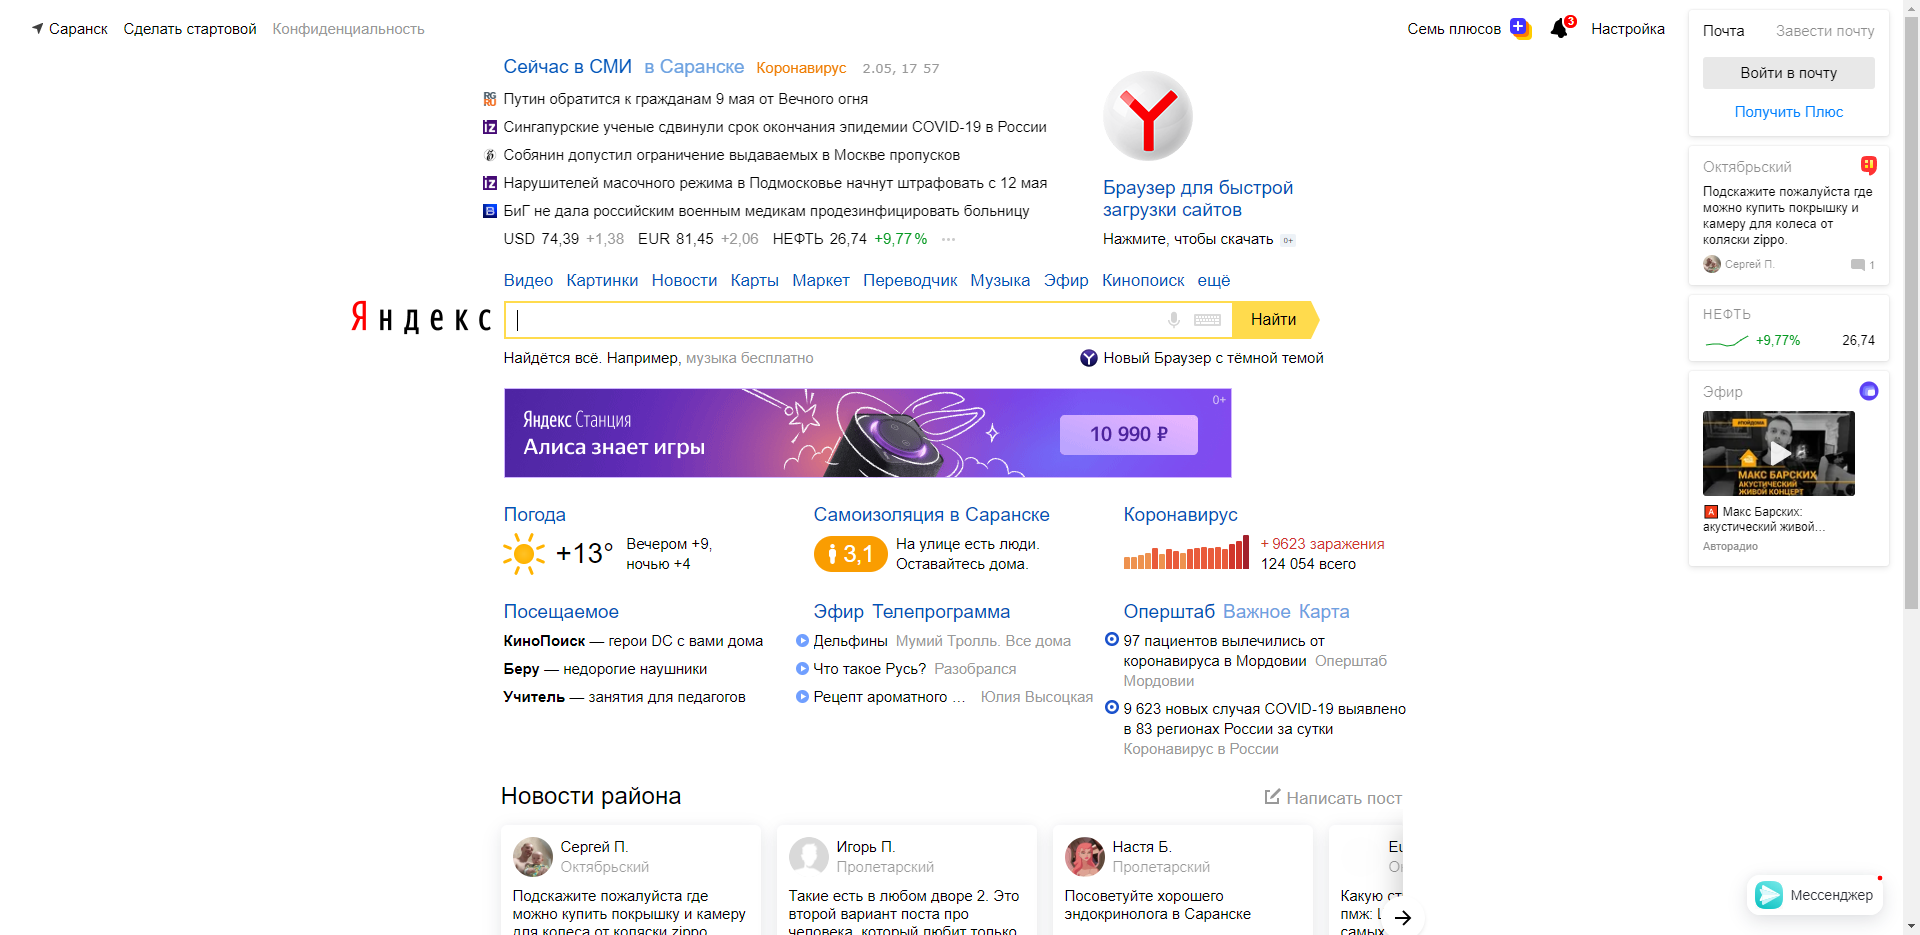 Саранск Сделать стартовой Конфиденциальность
Семь плюсов 3 Настройка
Сейчас в СМИ в Саранске Коронавирус 2.05, 17 57
Путин обратится к гражданам 9 мая от Вечного огня
Сингапурские ученые сдвинули срок окончания эпидемии COVID-19 в России
Собянин допустил ограничение выдаваемых в Москве пропусков
Нарушителей масочного режима в Подмосковье начнут штрафовать с 12 мая
БиГ не дала российским военным медикам продезинфицировать больницу
USD 74,39 +1,38 EUR 81,45 +2,06 НЕФТЬ 26,74 +9,77% ...
Браузер для быстрой
загрузки сайтов
Нажмите, чтобы скачать 0+
Видео Картинки Новости Карты Маркет Переводчик Музыка Эфир Кинопоиск ещё
Яндекс
Найти
Найдётся всё. Например, музыка бесплатно
Новый Браузер с тёмной темой
Яндекс Станция
Алиса знает игры
10 990 ₽
0+
Погода
+13°
Вечером +9,
ночью +4
Самоизоляция в Саранске
3,1
На улице есть люди.
Оставайтесь дома.
Коронавирус
+ 9623 заражения
124 054 всего
Посещаемое
КиноПоиск — герои DC с вами дома
Беру — недорогие наушники
Учитель — занятия для педагогов
Эфир Телепрограмма
Дельфины Мумий Тролль. Все дома
Что такое Русь? Разобрался
Рецепт ароматного … Юлия Высоцкая
Оперштаб Важное Карта
97 пациентов вылечились от
коронавируса в Мордовии Оперштаб
Мордовии
9 623 новых случая COVID-19 выявлено
в 83 регионах России за сутки
Коронавирус в России
Новости района
Написать пост
Сергей П.
Октябрьский
Подскажите пожалуйста где
можно купить покрышку и камеру
для колеса от коляски zippo.
Игорь П.
Пролетарский
Такие есть в любом дворе 2. Это
второй вариант поста про
человека, который любит только
Настя Б.
Пролетарский
Посоветуйте хорошего
эндокринолога в Саранске
Какую
пмж:
самых
Почта Завести почту
Войти в почту
Получить Плюс
Октябрьский
Подскажите пожалуйста где
можно купить покрышку и
камеру для колеса от
коляски zippo.
Сергей П. 1
НЕФТЬ
+9,77% 26,74
Эфир
МАКС БАРСКИХ
АКУСТИЧЕСКИЙ
ЖИВОЙ КОНЦЕРТ
Макс Барских:
акустический живой…
Авторадио
Мессенджер